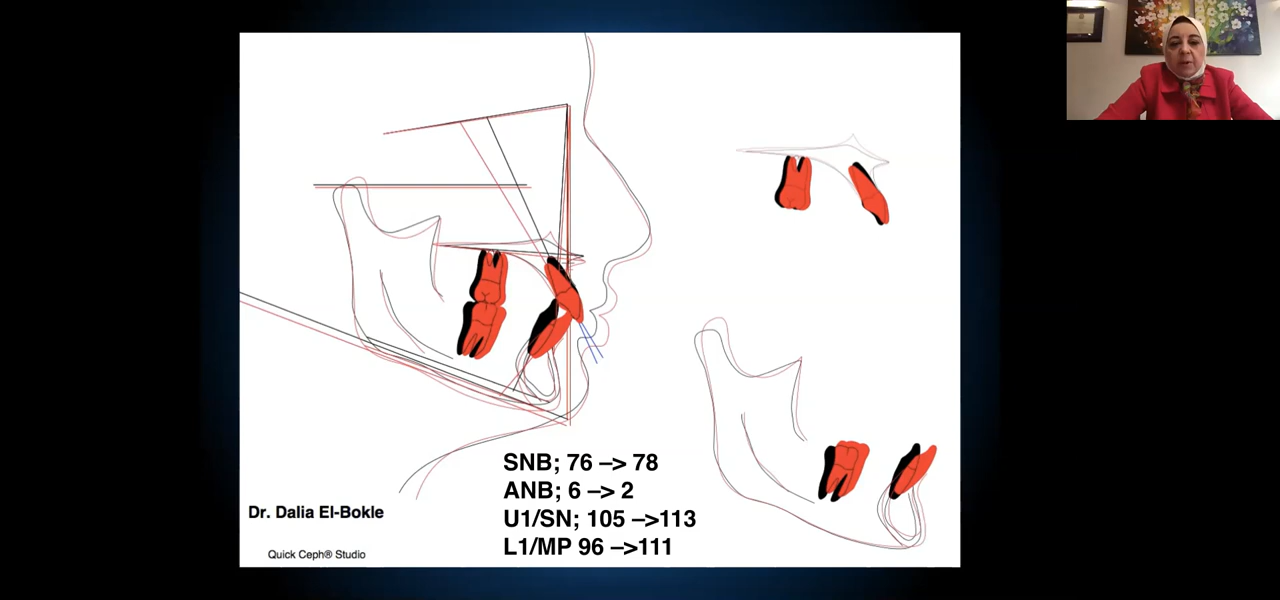 SNB; 76 –> 78
ANB; 6 –> 2
U1/SN; 105 –>113
L1/MP 96 –>111
Dr. Dalia El-Bokle
Quick Ceph® Studio